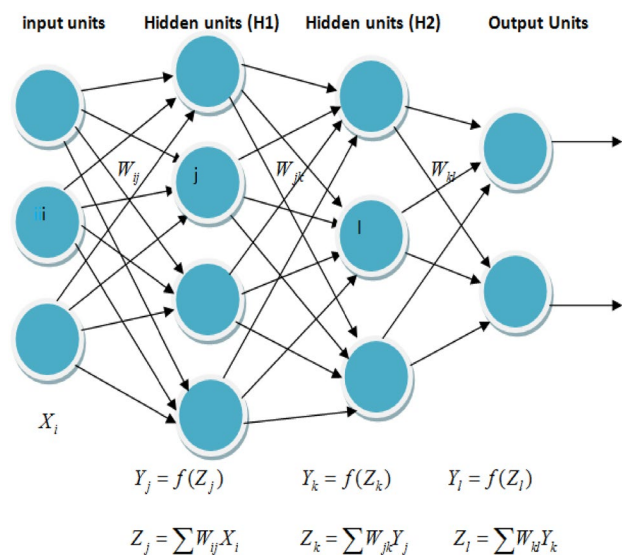 input units Hidden units (H1) Hidden units (H2) Output Units
W_ij j W_jk W_kl
i l
X_i
Y_j = f(Z_j) Y_k = f(Z_k) Y_l = f(Z_l)
Z_j = ∑W_ij X_i Z_k = ∑W_jk Y_j Z_l = ∑W_kl Y_k